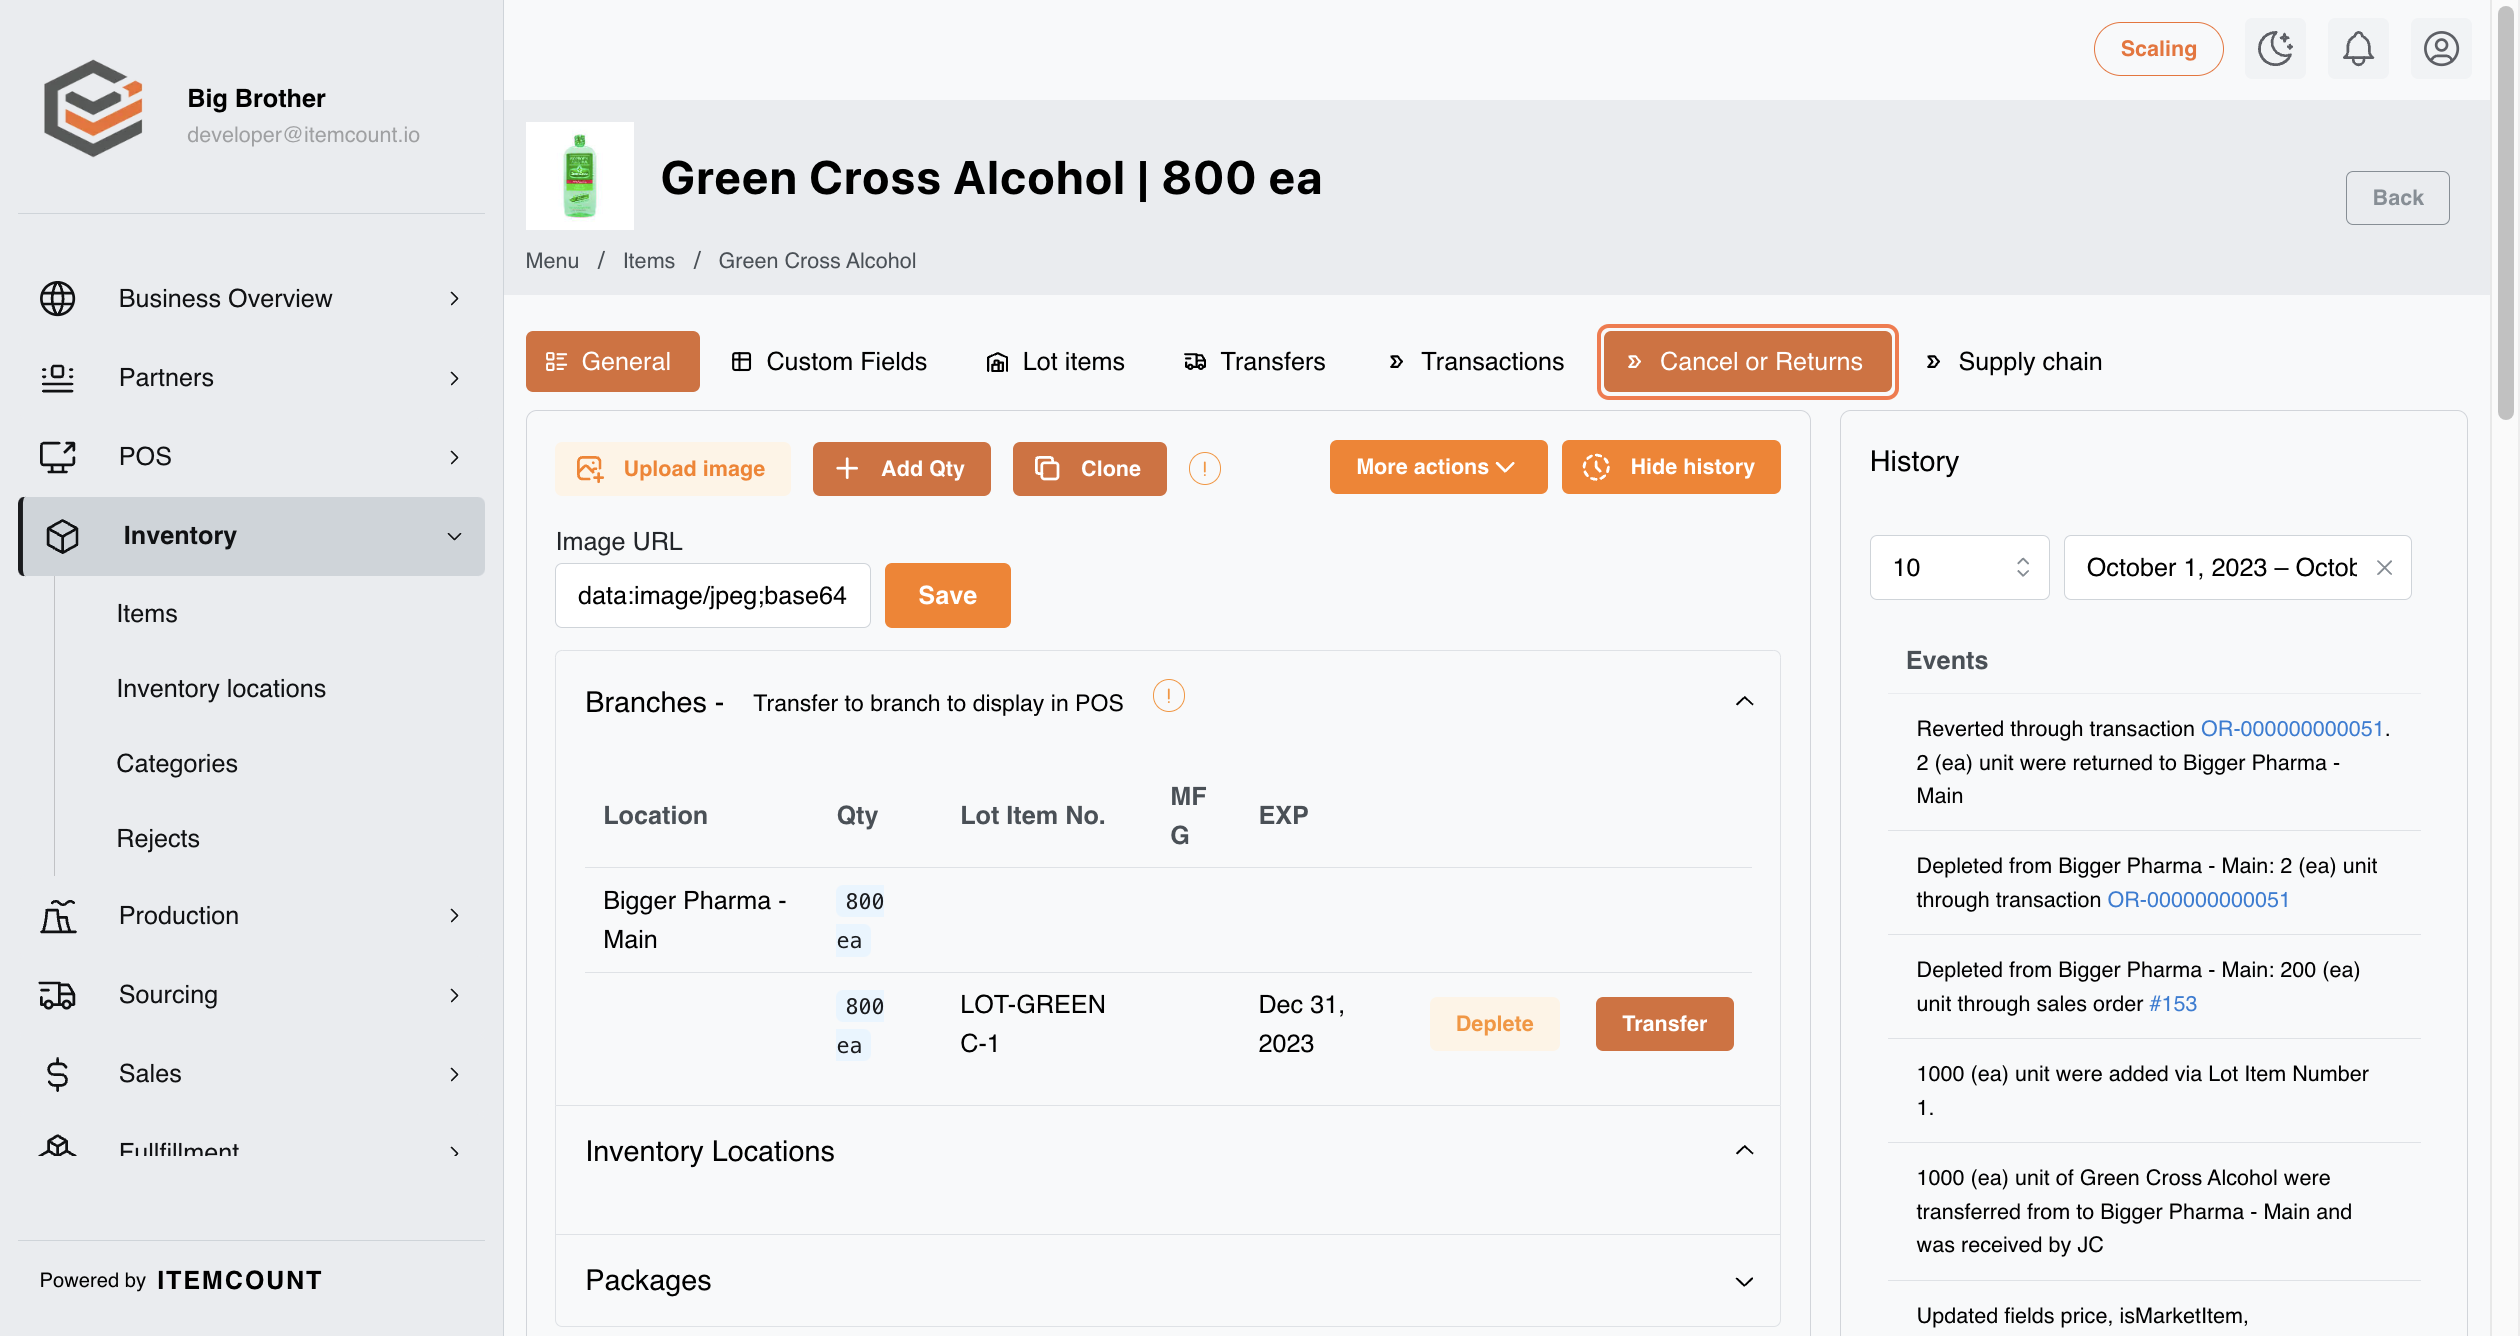 Big Brother
developer@itemcount.io
Business Overview
Partners
POS
Inventory
Items
Inventory locations
Categories
Rejects
Production
Sourcing
Sales
Fullfillment
Powered by ITEMCOUNT
Scaling
Green Cross Alcohol | 800 ea
Back
Menu / Items / Green Cross Alcohol
General
Custom Fields
Lot items
Transfers
Transactions
Cancel or Returns
Supply chain
Upload image
Add Qty
Clone
More actions
Hide history
Image URL
data:image/jpeg;base64
Save
Branches - Transfer to branch to display in POS
Location
Qty
Lot Item No.
MF
G
EXP
Bigger Pharma -
Main
800
ea
800
ea
LOT-GREEN
C-1
Dec 31,
2023
Deplete
Transfer
Inventory Locations
Packages
History
10
October 1, 2023 – Octob
Events
Reverted through transaction OR-000000000051.
2 (ea) unit were returned to Bigger Pharma -
Main
Depleted from Bigger Pharma - Main: 2 (ea) unit
through transaction OR-000000000051
Depleted from Bigger Pharma - Main: 200 (ea)
unit through sales order #153
1000 (ea) unit were added via Lot Item Number
1.
1000 (ea) unit of Green Cross Alcohol were
transferred from to Bigger Pharma - Main and
was received by JC
Updated fields price, isMarketItem,